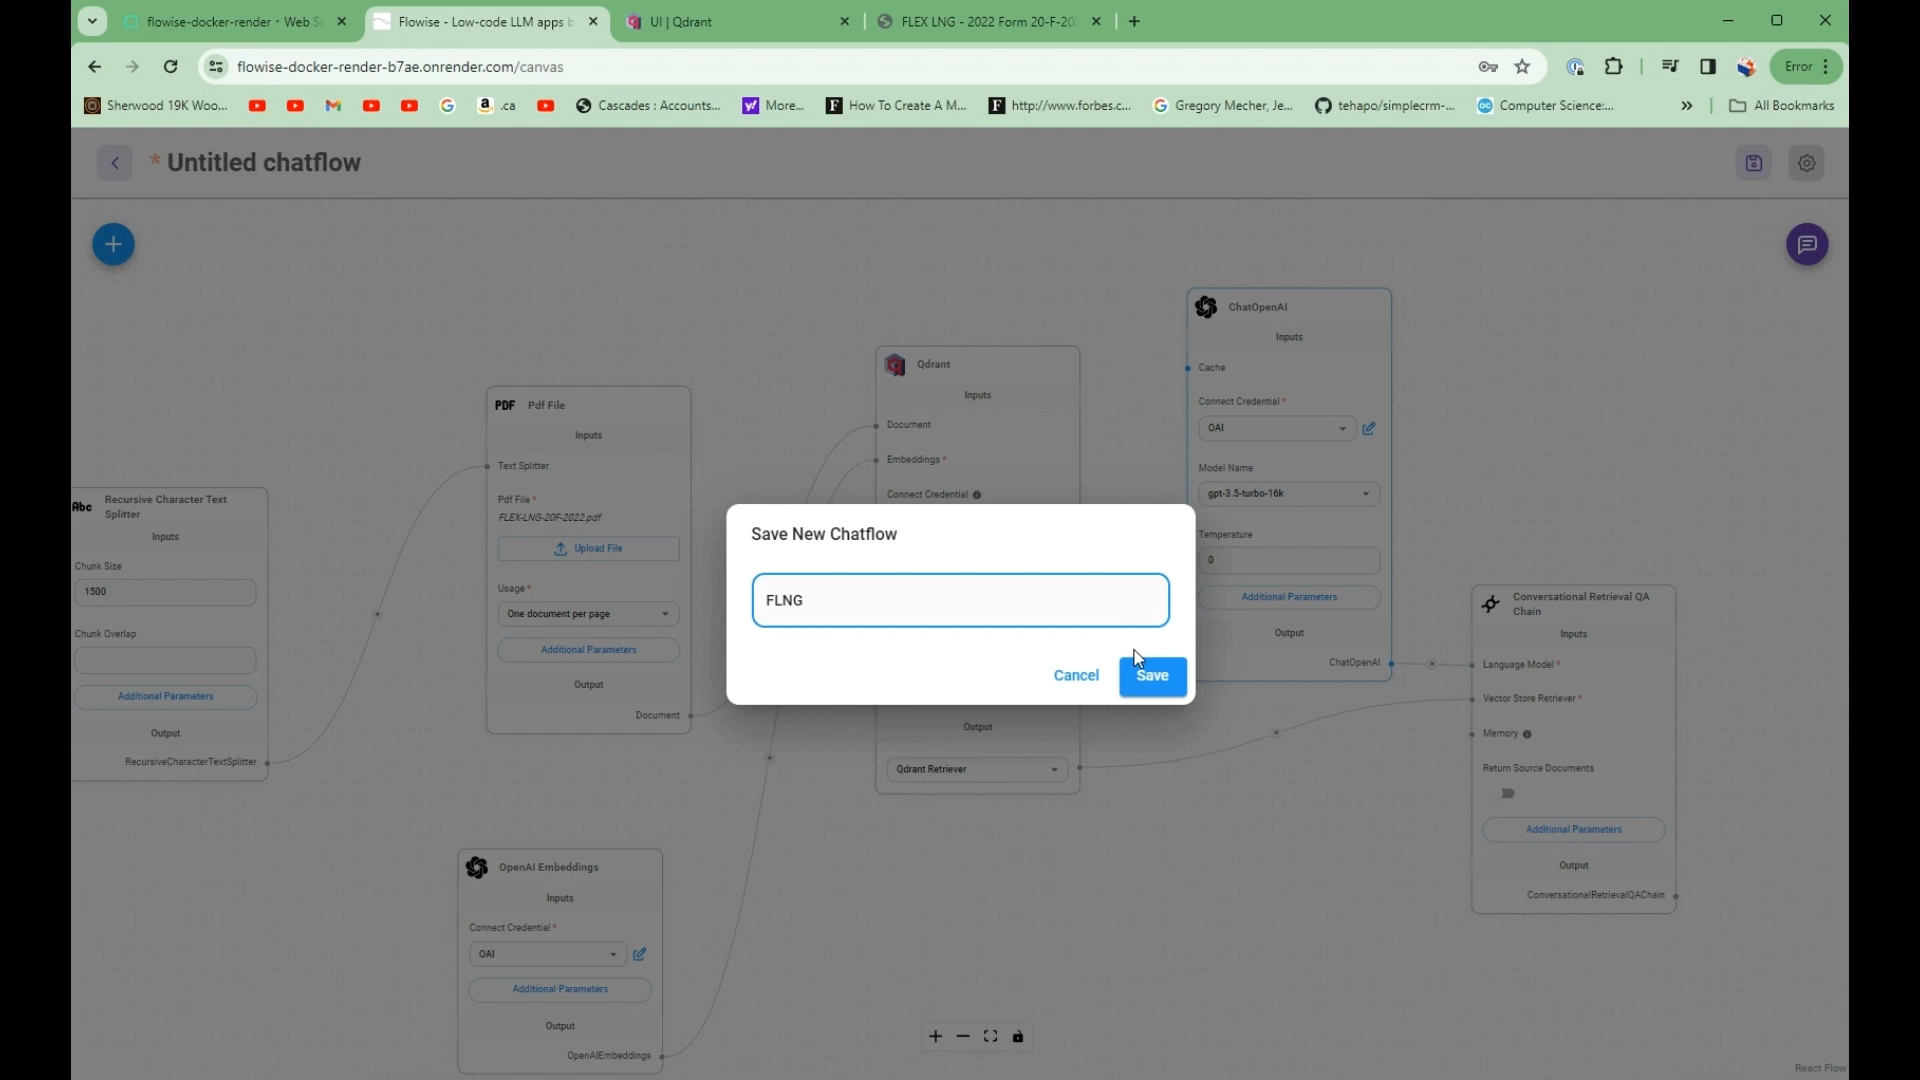 flowise-docker-render · Web S
Flowise - Low-code LLM apps b
UI | Qdrant
FLEX LNG - 2022 Form 20-F-20
flowise-docker-render-b7ae.onrender.com/canvas
Error
Sherwood 19K Woo...
.ca
Cascades : Accounts...
More...
How To Create A M...
http://www.forbes.c...
Gregory Mecher, Je...
tehapo/simplecrm-...
Computer Science:...
»
All Bookmarks
* Untitled chatflow
Abc
Recursive Character Text
Splitter
Inputs
Chunk Size
1500
Chunk Overlap
Additional Parameters
Output
RecursiveCharacterTextSplitter
PDF
Pdf File
Inputs
Text Splitter
Pdf File *
FLEX-LNG-20F-2022.pdf
Upload File
Usage *
One document per page
Additional Parameters
Output
Document
OpenAI Embeddings
Inputs
Connect Credential *
OAI
Additional Parameters
Output
OpenAIEmbeddings
Qdrant
Inputs
Document
Embeddings *
Connect Credential
Save New Chatflow
FLNG
Cancel
Save
Output
Qdrant Retriever
ChatOpenAI
Inputs
Cache
Connect Credential *
OAI
Model Name
gpt-3.5-turbo-16k
Temperature
0
Additional Parameters
Output
ChatOpenAI
Conversational Retrieval QA
Chain
Inputs
Language Model *
Vector Store Retriever *
Memory
Return Source Documents
Additional Parameters
Output
ConversationalRetrievalQAChain
React Flow